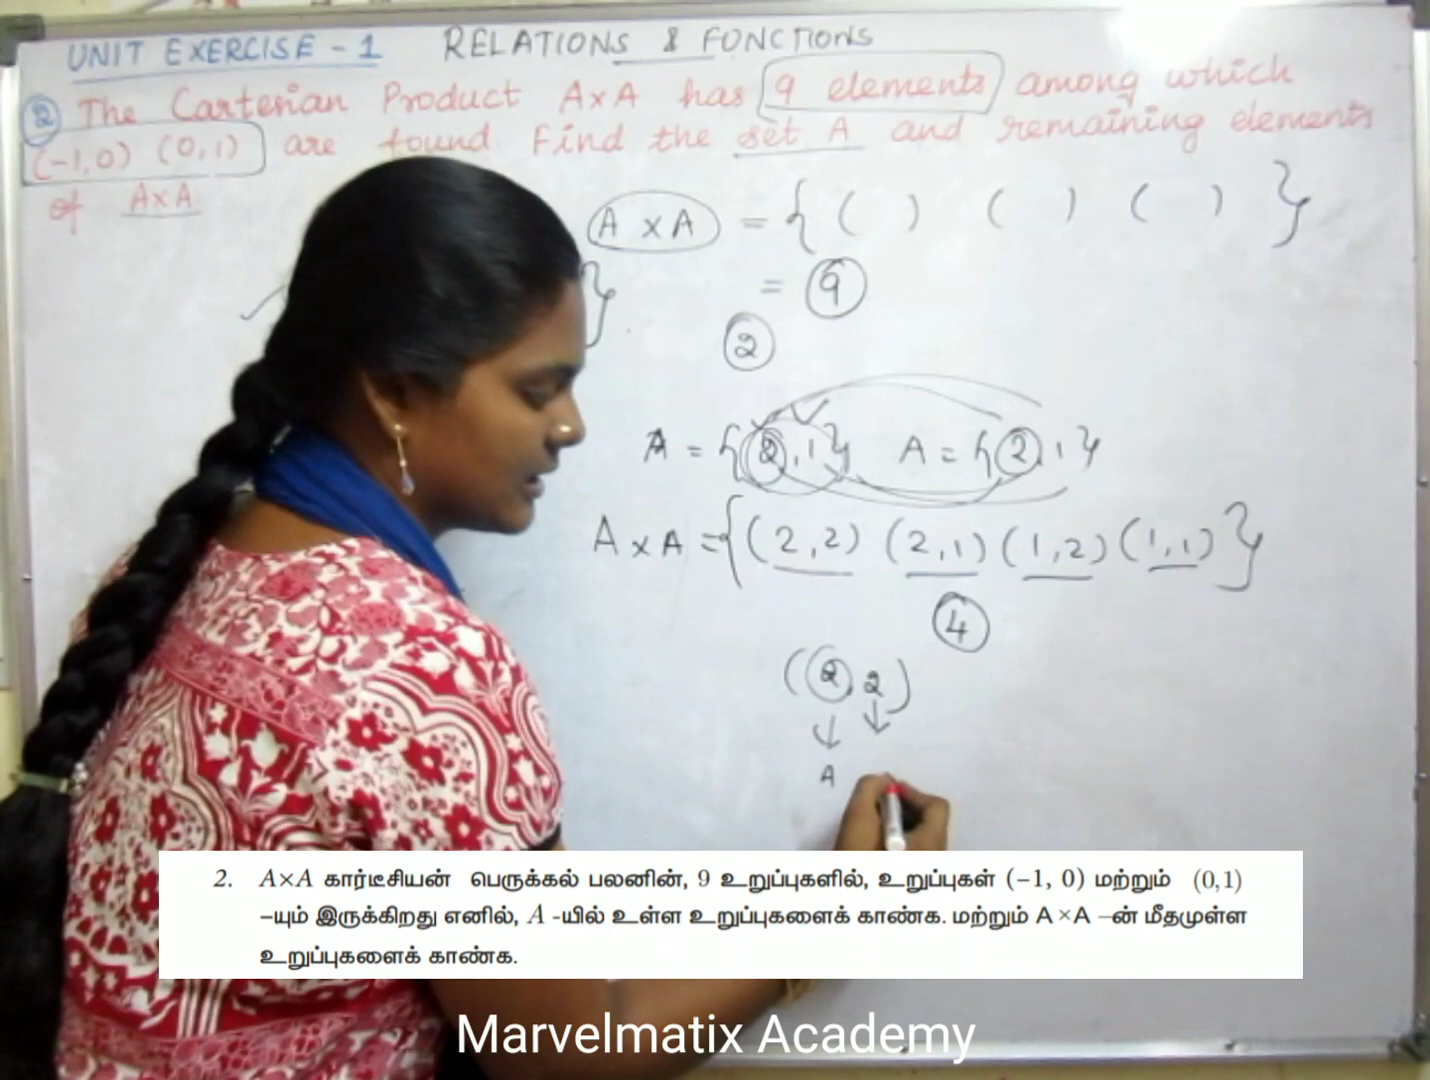 UNIT EXERCISE - 1 RELATIONS & FUNCTIONS
② The Cartesian Product A×A has 9 elements among which
(-1,0) (0,1) are found Find the set A and remaining elements
of A×A
A × A = { ( ) ( ) ( ) }
} = 9
2
A = {2,1} A = {2,1}
A × A = {(2,2) (2,1) (1,2) (1,1)}
4
(2,2)
↓ ↓
A
2. A×A கார்டீசியன் பெருக்கல் பலனின், 9 உறுப்புகளில், உறுப்புகள் (−1, 0) மற்றும் (0,1)
–யும் இருக்கிறது எனில், A -யில் உள்ள உறுப்புகளைக் காண்க. மற்றும் A×A –ன் மீதமுள்ள
உறுப்புகளைக் காண்க.
Marvelmatix Academy